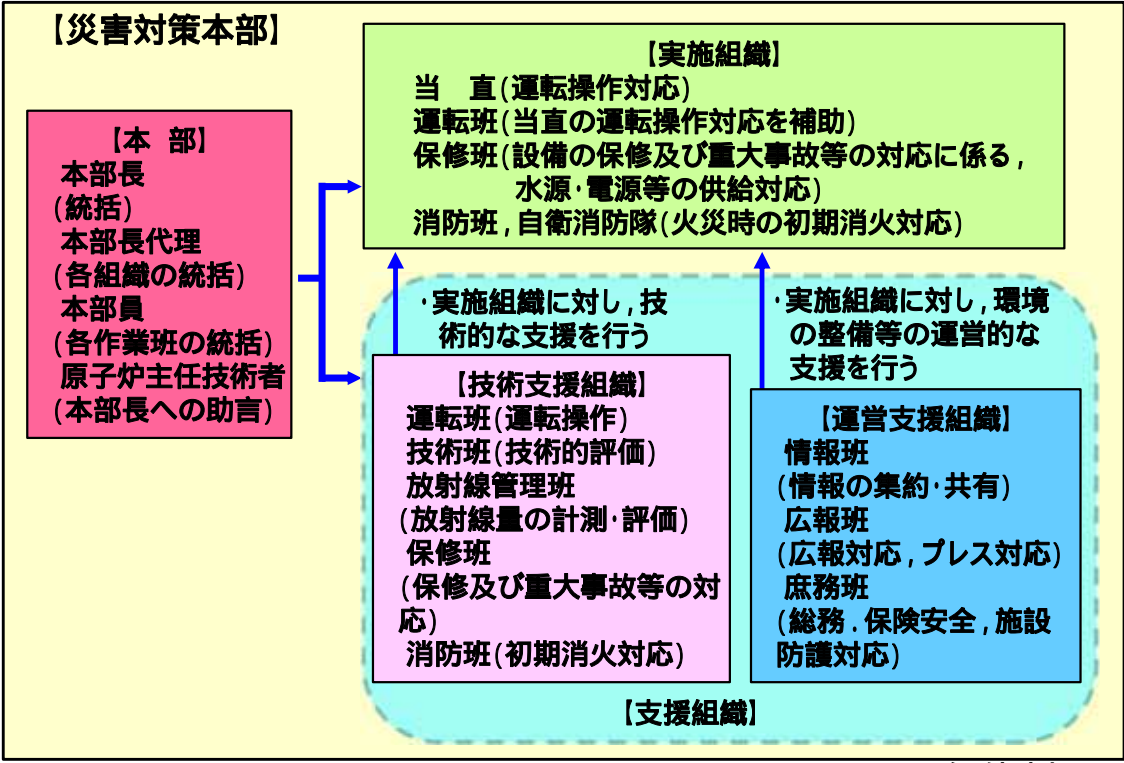 【災害対策本部】
【本 部】
本部長
(統括)
本部長代理
(各組織の統括)
本部員
(各作業班の統括)
原子炉主任技術者
(本部長への助言)
【実施組織】
当　直(運転操作対応)
運転班(当直の運転操作対応を補助)
保修班(設備の保修及び重大事故等の対応に係る,
水源･電源等の供給対応)
消防班,自衛消防隊(火災時の初期消火対応)
･実施組織に対し,技
術的な支援を行う
･実施組織に対し,環境
の整備等の運営的な
支援を行う
【技術支援組織】
運転班(運転操作)
技術班(技術的評価)
放射線管理班
(放射線量の計測･評価)
保修班
(保修及び重大事故等の対
応)
消防班(初期消火対応)
【運営支援組織】
情報班
(情報の集約･共有)
広報班
(広報対応,プレス対応)
庶務班
(総務.保険安全,施設
防護対応)
【支援組織】